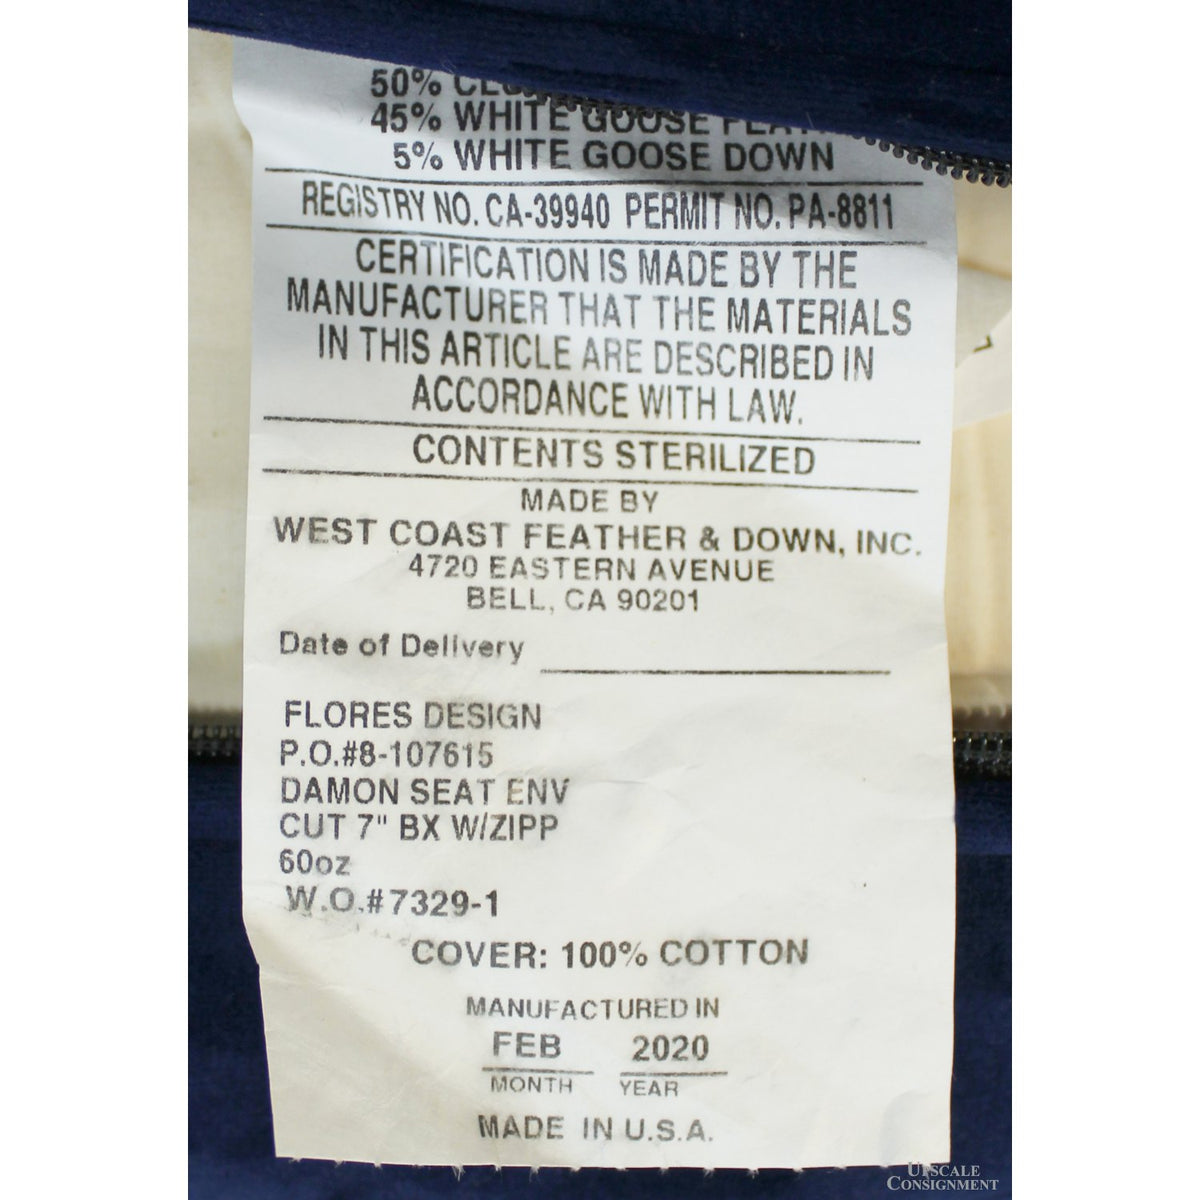 50%
45% WHITE GOOSE
5% WHITE GOOSE DOWN
REGISTRY NO. CA-39940 PERMIT NO. PA-8811
CERTIFICATION IS MADE BY THE
MANUFACTURER THAT THE MATERIALS
IN THIS ARTICLE ARE DESCRIBED IN
ACCORDANCE WITH LAW.
CONTENTS STERILIZED
MADE BY
WEST COAST FEATHER & DOWN, INC.
4720 EASTERN AVENUE
BELL, CA 90201
Date of Delivery
FLORES DESIGN
P.O.#8-107615
DAMON SEAT ENV
CUT 7" BX W/ZIPP
60oz
W.O.#7329-1
COVER: 100% COTTON
MANUFACTURED IN
FEB 2020
MONTH YEAR
MADE IN U.S.A.
UPSCALE
CONSIGNMENT